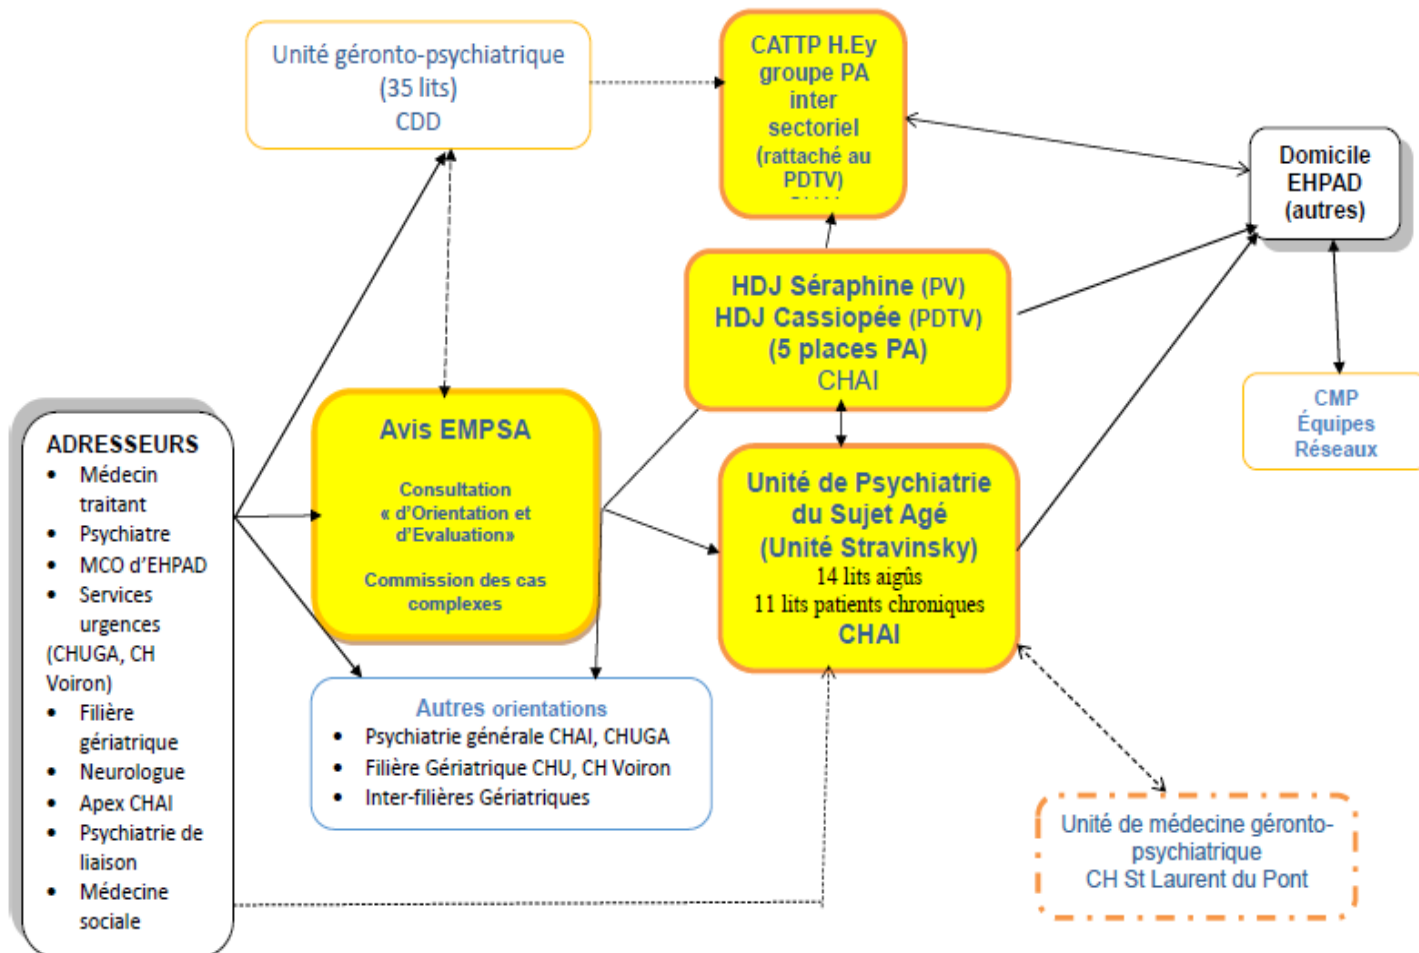 Unité géronto-psychiatrique
(35 lits)
CDD
CATTP H.Ey
groupe PA
inter
sectoriel
(rattaché au
PDTV)
Domicile
EHPAD
(autres)
HDJ Séraphine (PV)
HDJ Cassiopée (PDTV)
(5 places PA)
CHAI
CMP
Équipes
Réseaux
ADRESSEURS
• Médecin
traitant
• Psychiatre
• MCO d’EHPAD
• Services
urgences
(CHUGA, CH
Voiron)
• Filière
gériatrique
• Neurologue
• Apex CHAI
• Psychiatrie de
liaison
• Médecine
sociale
Avis EMPSA
Consultation
« d’Orientation et
d’Evaluation»
Commission des cas
complexes
Unité de Psychiatrie
du Sujet Agé
(Unité Stravinsky)
14 lits aigûs
11 lits patients chroniques
CHAI
Autres orientations
• Psychiatrie générale CHAI, CHUGA
• Filière Gériatrique CHU, CH Voiron
• Inter-filières Gériatriques
Unité de médecine géronto-
psychiatrique
CH St Laurent du Pont